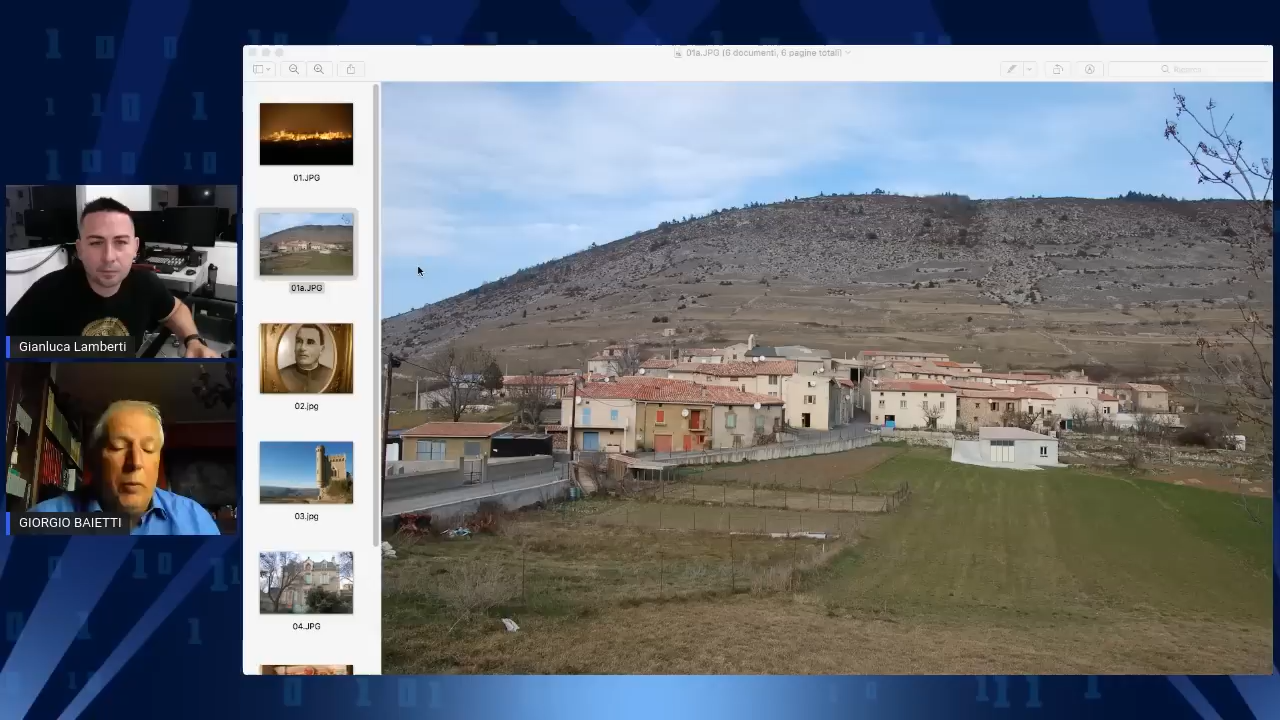 01a.JPG (6 documenti, 6 pagine totali)
Ricerca
01.JPG
01a.JPG
02.jpg
03.jpg
04.JPG
Gianluca Lamberti
GIORGIO BAIETTI